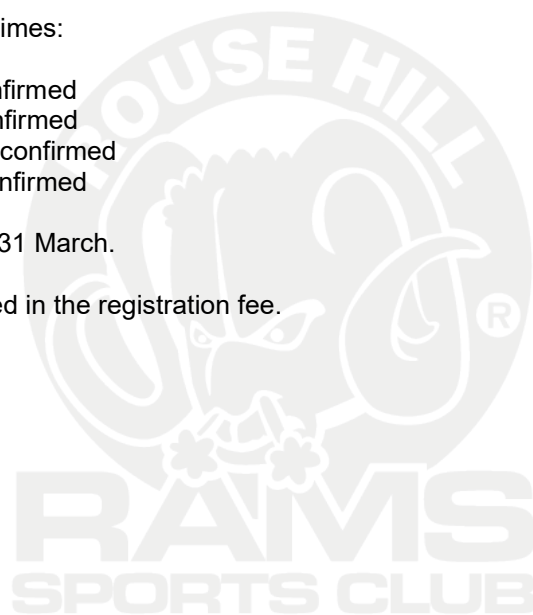 imes:
nfirmed
nfirmed
confirmed
nfirmed
31 March.
ed in the registration fee.
ROUSE HILL
®
RAMS
SPORTS CLUB